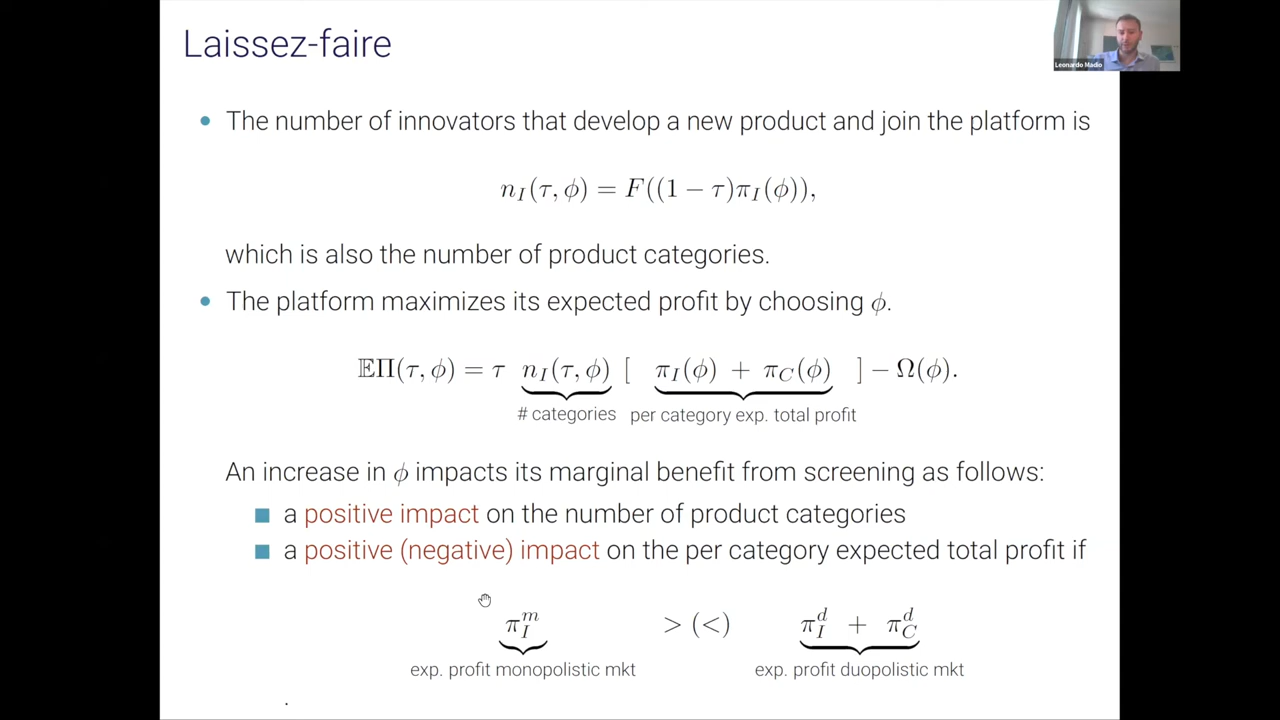 Laissez-faire
Leonardo Madio
• The number of innovators that develop a new product and join the platform is
n_I(τ, ϕ) = F((1 − τ)π_I(ϕ)),
which is also the number of product categories.
• The platform maximizes its expected profit by choosing ϕ.
𝔼Π(τ, ϕ) = τ n_I(τ, ϕ) [ π_I(ϕ) + π_C(ϕ) ] − Ω(ϕ).
# categories per category exp. total profit
An increase in ϕ impacts its marginal benefit from screening as follows:
■ a positive impact on the number of product categories
■ a positive (negative) impact on the per category expected total profit if
π_I^m > (<) π_I^d + π_C^d
exp. profit monopolistic mkt exp. profit duopolistic mkt
.